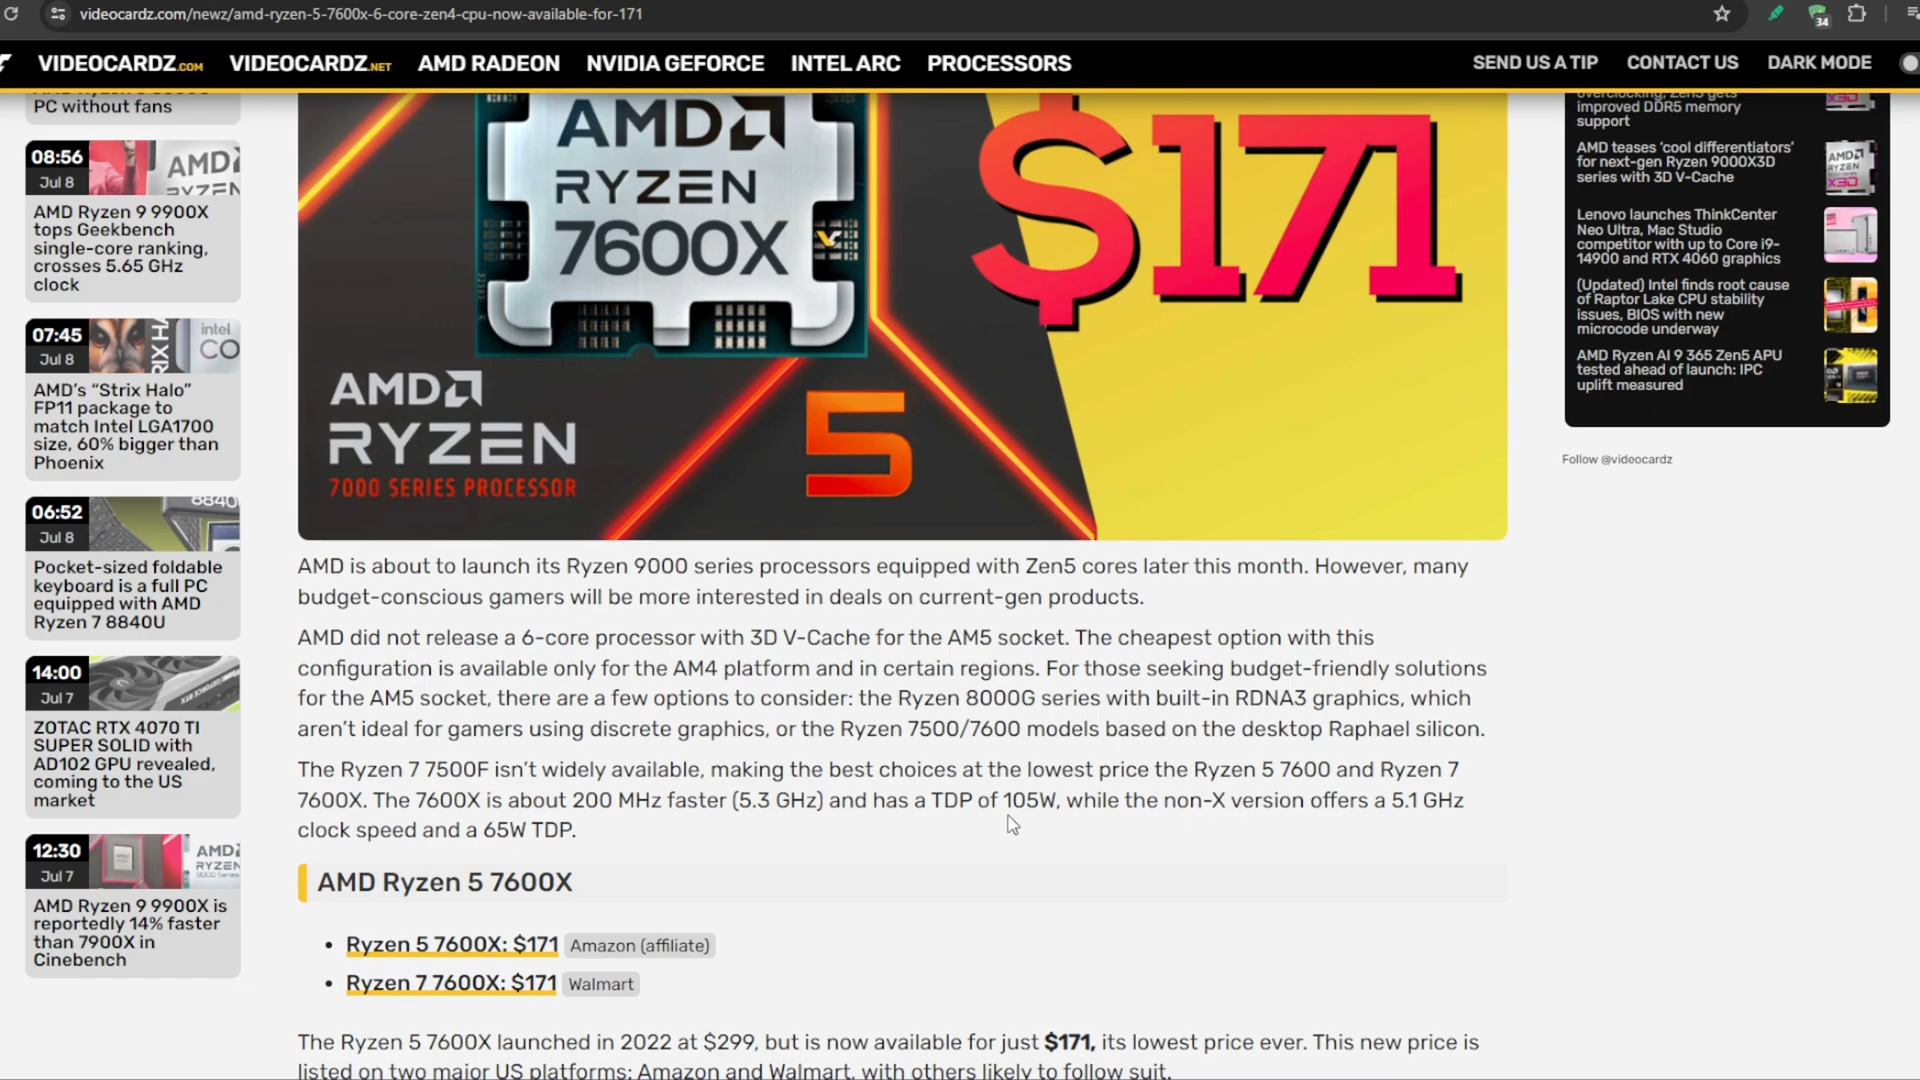 videocardz.com/newz/amd-ryzen-5-7600x-6-core-zen4-cpu-now-available-for-171
34
VIDEOCARDZ.COM
VIDEOCARDZ.NET
AMD RADEON
NVIDIA GEFORCE
INTEL ARC
PROCESSORS
SEND US A TIP
CONTACT US
DARK MODE
PC without fans
08:56
Jul 8
AMD
RYZEN
AMD Ryzen 9 9900X
tops Geekbench
single-core ranking,
crosses 5.65 GHz
clock
07:45
Jul 8
intel
CO
AMD's “Strix Halo”
FP11 package to
match Intel LGA1700
size, 60% bigger than
Phoenix
06:52
Jul 8
8840
Pocket-sized foldable
keyboard is a full PC
equipped with AMD
Ryzen 7 8840U
14:00
Jul 7
ZOTAC RTX 4070 TI
SUPER SOLID with
AD102 GPU revealed,
coming to the US
market
12:30
Jul 7
AMD
RYZEN
AMD Ryzen 9 9900X is
reportedly 14% faster
than 7900X in
Cinebench
AMD
RYZEN
7600X
$171
AMD
RYZEN
7000 SERIES PROCESSOR
5
AMD is about to launch its Ryzen 9000 series processors equipped with Zen5 cores later this month. However, many
budget-conscious gamers will be more interested in deals on current-gen products.
AMD did not release a 6-core processor with 3D V-Cache for the AM5 socket. The cheapest option with this
configuration is available only for the AM4 platform and in certain regions. For those seeking budget-friendly solutions
for the AM5 socket, there are a few options to consider: the Ryzen 8000G series with built-in RDNA3 graphics, which
aren't ideal for gamers using discrete graphics, or the Ryzen 7500/7600 models based on the desktop Raphael silicon.
The Ryzen 7 7500F isn't widely available, making the best choices at the lowest price the Ryzen 5 7600 and Ryzen 7
7600X. The 7600X is about 200 MHz faster (5.3 GHz) and has a TDP of 105W, while the non-X version offers a 5.1 GHz
clock speed and a 65W TDP.
AMD Ryzen 5 7600X
• Ryzen 5 7600X: $171 Amazon (affiliate)
• Ryzen 7 7600X: $171 Walmart
The Ryzen 5 7600X launched in 2022 at $299, but is now available for just $171, its lowest price ever. This new price is
listed on two major US platforms: Amazon and Walmart, with others likely to follow suit.
overclocking, Zen5 gets
improved DDR5 memory
support
AMD teases ‘cool differentiators’
for next-gen Ryzen 9000X3D
series with 3D V-Cache
AMD
RYZEN
X3D
Lenovo launches ThinkCenter
Neo Ultra, Mac Studio
competitor with up to Core i9-
14900 and RTX 4060 graphics
(Updated) Intel finds root cause
of Raptor Lake CPU stability
issues, BIOS with new
microcode underway
AMD Ryzen AI 9 365 Zen5 APU
tested ahead of launch: IPC
uplift measured
Follow @videocardz